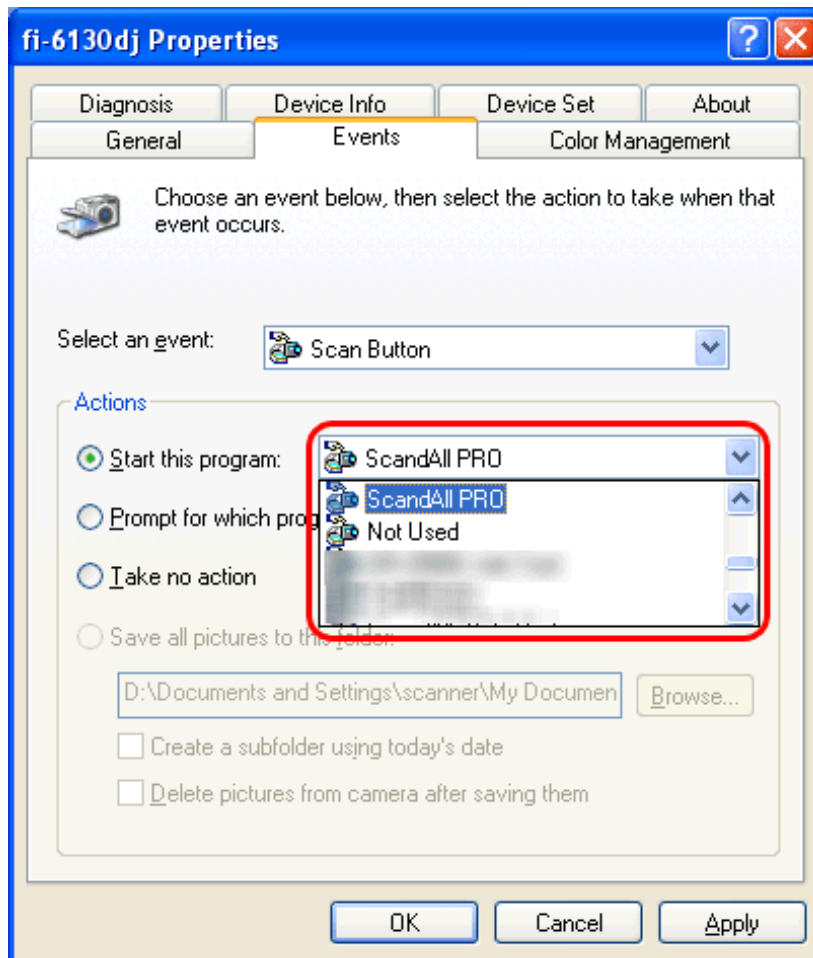 fi-6130dj Properties
Diagnosis Device Info Device Set About
General Events Color Management
Choose an event below, then select the action to take when that
event occurs.
Select an event: Scan Button
Actions
Start this program: ScandAll PRO
ScandAll PRO
Prompt for which prog
Not Used
Take no action
Save all pictures to this folder:
D:\Documents and Settings\scanner\My Documen Browse...
Create a subfolder using today's date
Delete pictures from camera after saving them
OK Cancel Apply